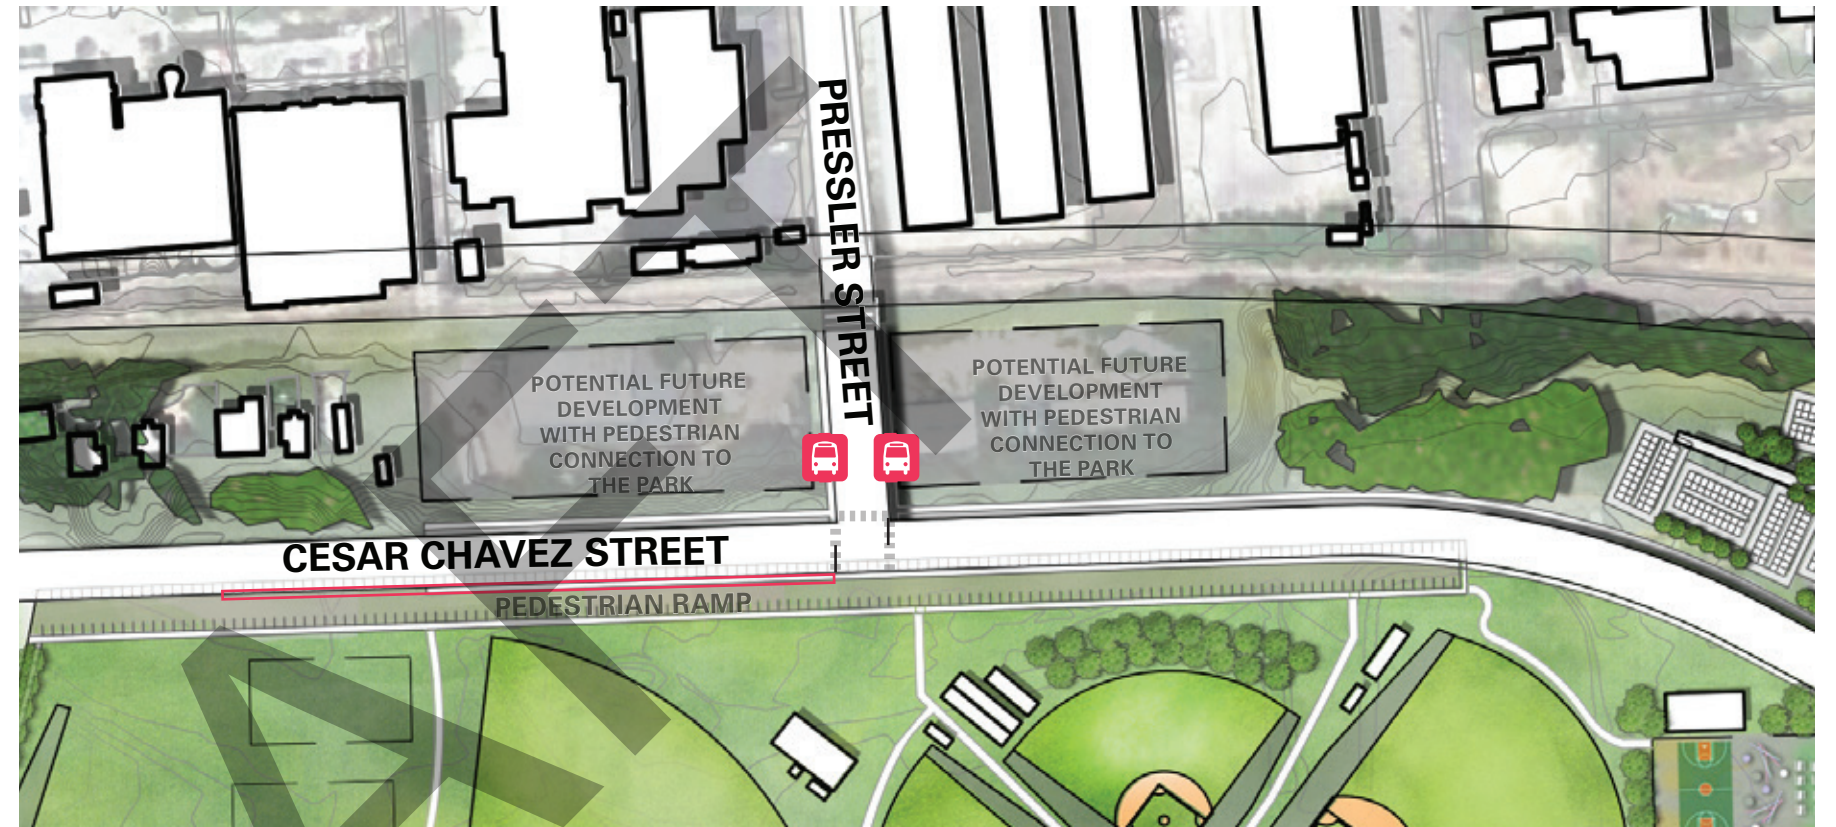 PRESSLER STREET
POTENTIAL FUTURE
DEVELOPMENT
WITH PEDESTRIAN
CONNECTION TO
THE PARK
POTENTIAL FUTURE
DEVELOPMENT
WITH PEDESTRIAN
CONNECTION TO
THE PARK
CESAR CHAVEZ STREET
PEDESTRIAN RAMP